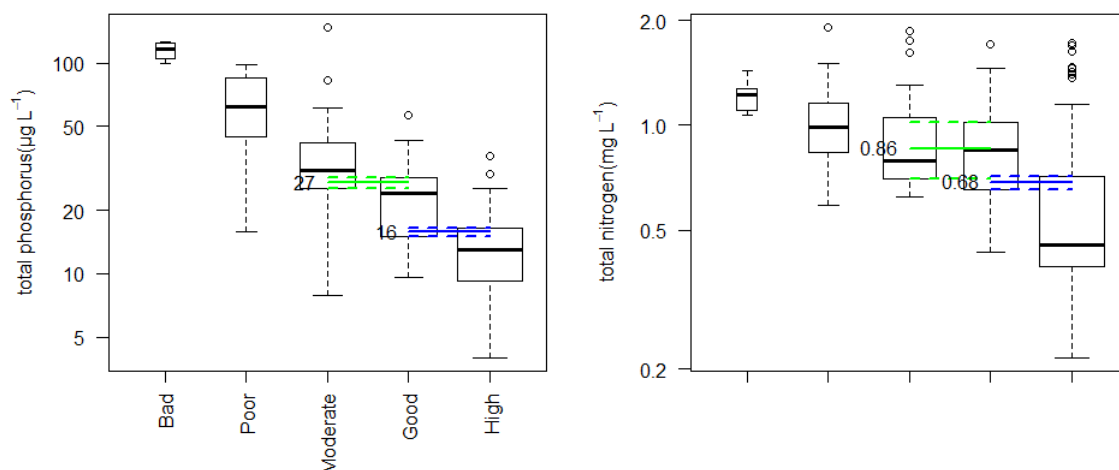 total phosphorus(µg L⁻¹)
100
50
20
10
5
27
16
Bad
Poor
Moderate
Good
High
total nitrogen(mg L⁻¹)
2.0
1.0
0.5
0.2
0.86
0.68